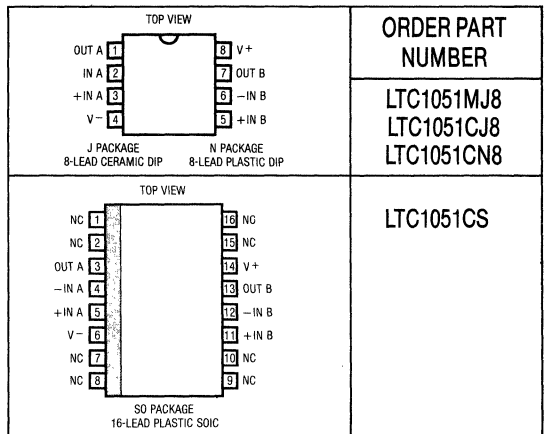 TOP VIEW
OUT A 1
IN A 2
+IN A 3
V− 4
8 V+
7 OUT B
6 −IN B
5 +IN B
J PACKAGE
8-LEAD CERAMIC DIP
N PACKAGE
8-LEAD PLASTIC DIP
ORDER PART
NUMBER
LTC1051MJ8
LTC1051CJ8
LTC1051CN8
TOP VIEW
NC 1
NC 2
OUT A 3
−IN A 4
+IN A 5
V− 6
NC 7
NC 8
16 NC
15 NC
14 V+
13 OUT B
12 −IN B
11 +IN B
10 NC
9 NC
SO PACKAGE
16-LEAD PLASTIC SOIC
LTC1051CS